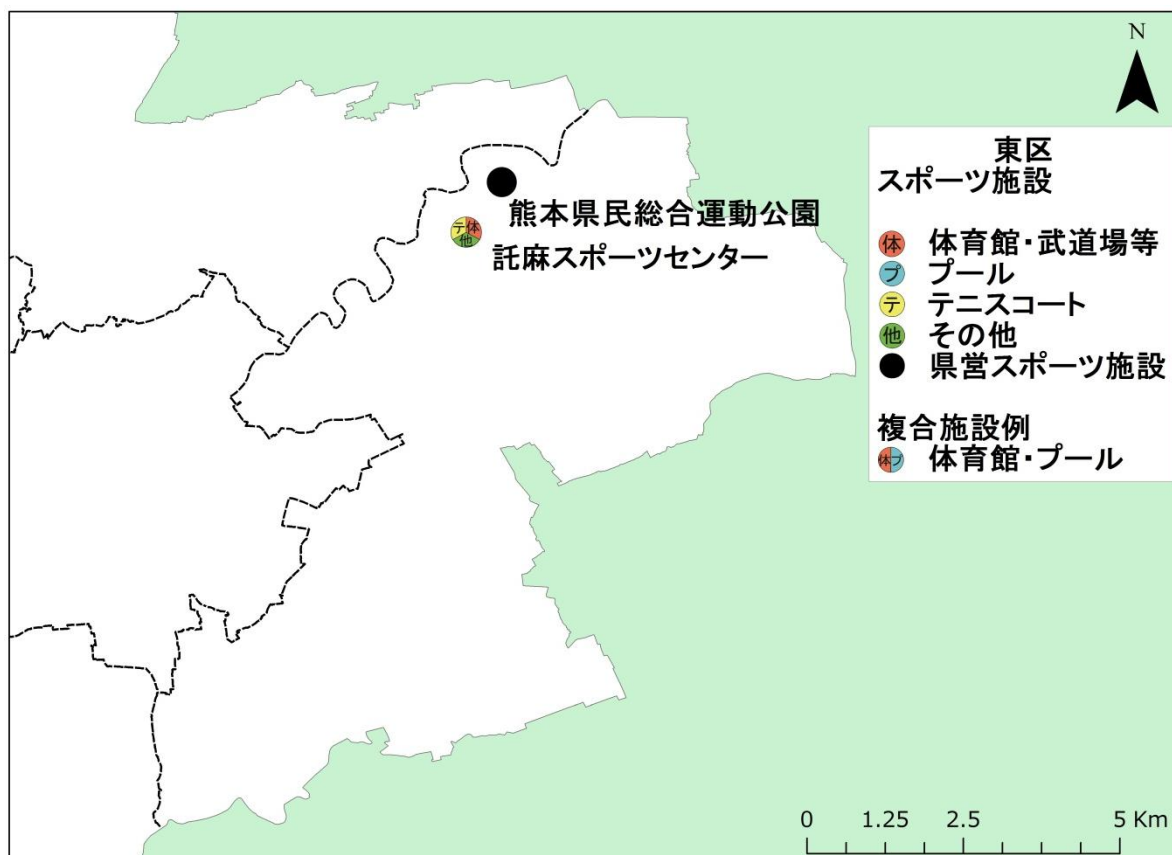 N
東区
スポーツ施設
体 体育館・武道場等
プ プール
テ テニスコート
他 その他
県営スポーツ施設
複合施設例
体 プ 体育館・プール
熊本県民総合運動公園
テ 体
他
託麻スポーツセンター
0 1.25 2.5 5 Km